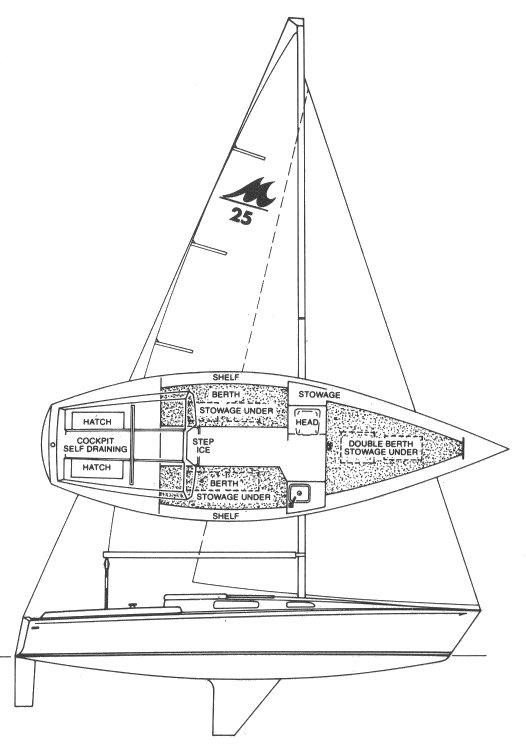 25
SHELF
BERTH
STOWAGE
STOWAGE UNDER
HATCH
HEAD
COCKPIT
SELF DRAINING
STEP
ICE
DOUBLE BERTH
STOWAGE UNDER
HATCH
BERTH
STOWAGE UNDER
SHELF